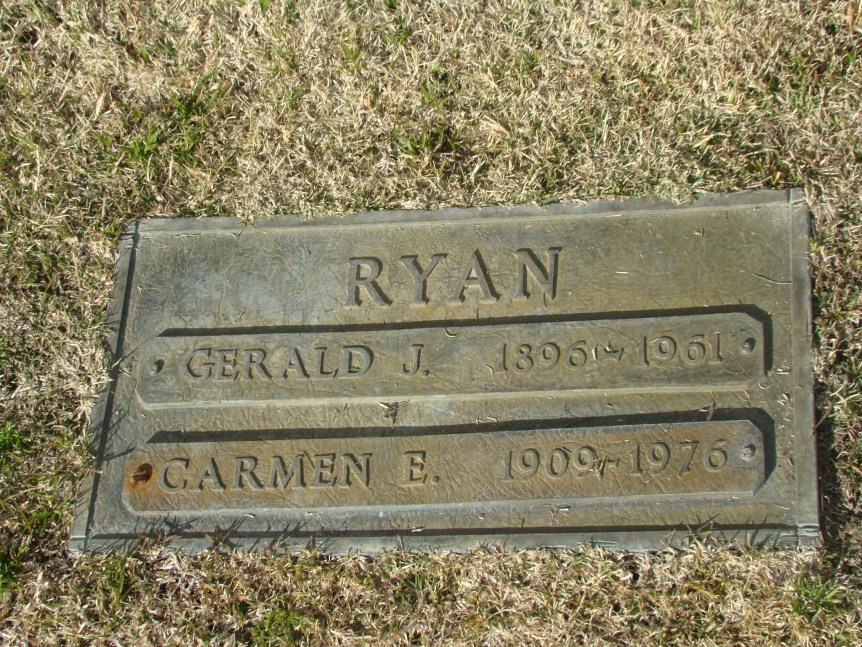 RYAN
GERALD J. 1896-1961
CARMEN E. 1909-1976